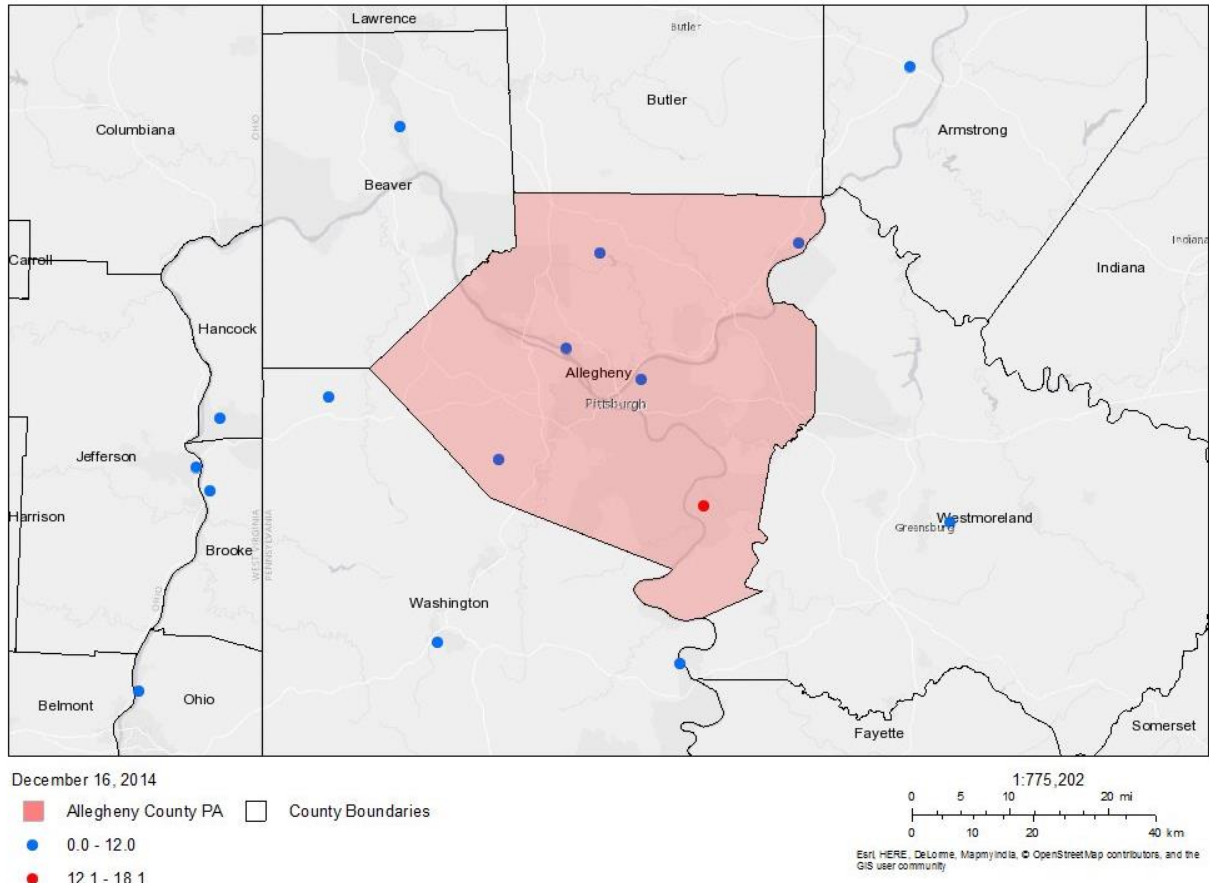 Lawrence
Butler
Columbiana
OHIO
Butler
Armstrong
Beaver
Indiana
Carroll
Indiana
Hancock
Allegheny
Pittsburgh
Jefferson
Harrison
Westmoreland
Greensburg
Brooke
WEST VIRGINIA
PENNSYLVANIA
OHIO
Washington
Belmont
Ohio
Fayette
Somerset
December 16, 2014
1:775,202
Allegheny County PA
County Boundaries
0 5 10 20 mi
0.0 - 12.0
0 10 20 40 km
12.1 - 18.1
Esri, HERE, DeLorme, MapmyIndia, © OpenStreetMap contributors, and the
GIS user community